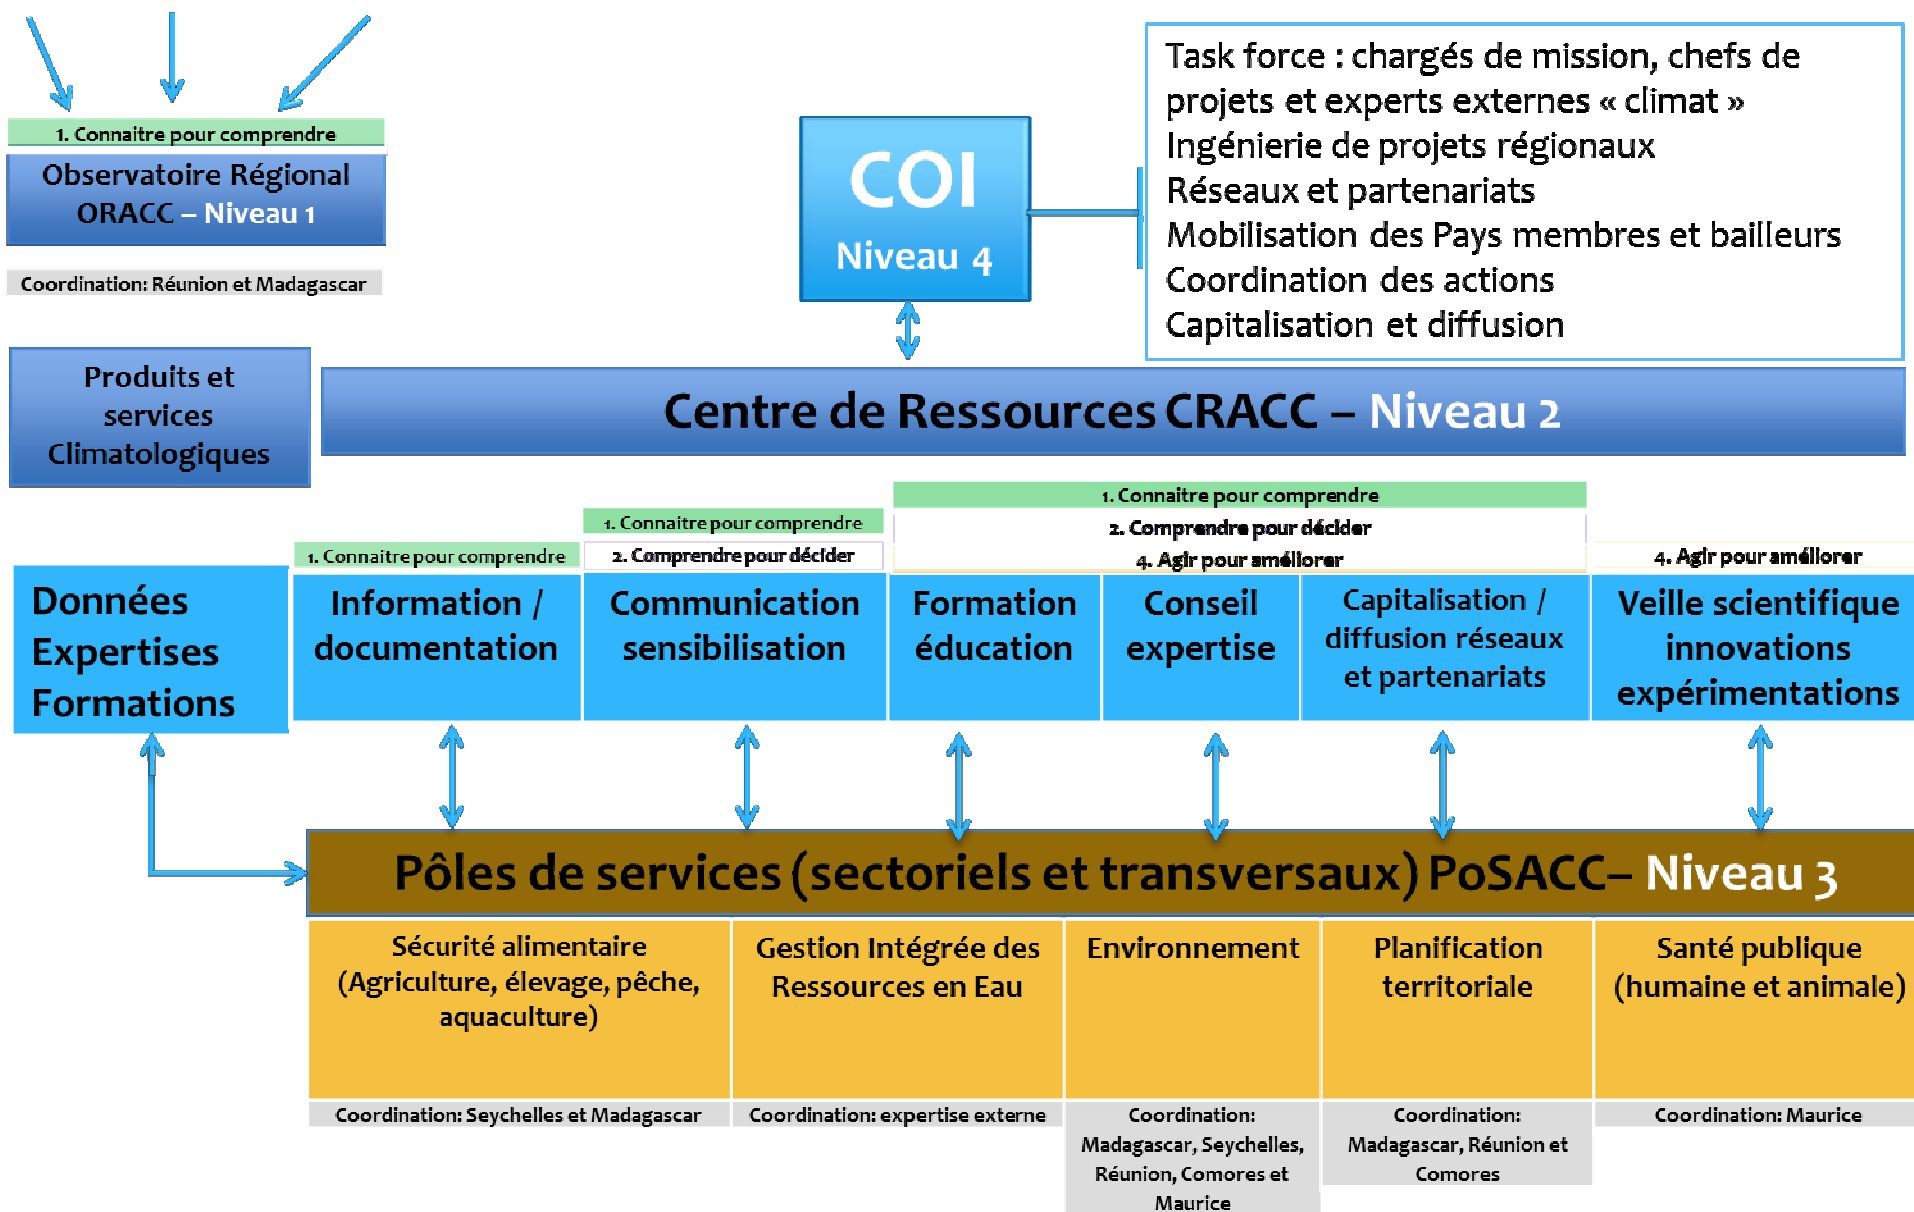 1. Connaitre pour comprendre
Observatoire Régional
ORACC – Niveau 1
Coordination: Réunion et Madagascar
COI
Niveau 4
Task force : chargés de mission, chefs de
projets et experts externes « climat »
Ingénierie de projets régionaux
Réseaux et partenariats
Mobilisation des Pays membres et bailleurs
Coordination des actions
Capitalisation et diffusion
Produits et
services
Climatologiques
Centre de Ressources CRACC – Niveau 2
1. Connaitre pour comprendre
1. Connaitre pour comprendre
2. Comprendre pour décider
1. Connaitre pour comprendre
2. Comprendre pour décider
4. Agir pour améliorer
4. Agir pour améliorer
Données
Expertises
Formations
Information /
documentation
Communication
sensibilisation
Formation
éducation
Conseil
expertise
Capitalisation /
diffusion réseaux
et partenariats
Veille scientifique
innovations
expérimentations
Pôles de services (sectoriels et transversaux) PoSACC– Niveau 3
Sécurité alimentaire
(Agriculture, élevage, pêche,
aquaculture)
Gestion Intégrée des
Ressources en Eau
Environnement
Planification
territoriale
Santé publique
(humaine et animale)
Coordination: Seychelles et Madagascar
Coordination: expertise externe
Coordination:
Madagascar, Seychelles,
Réunion, Comores et
Maurice
Coordination:
Madagascar, Réunion et
Comores
Coordination: Maurice